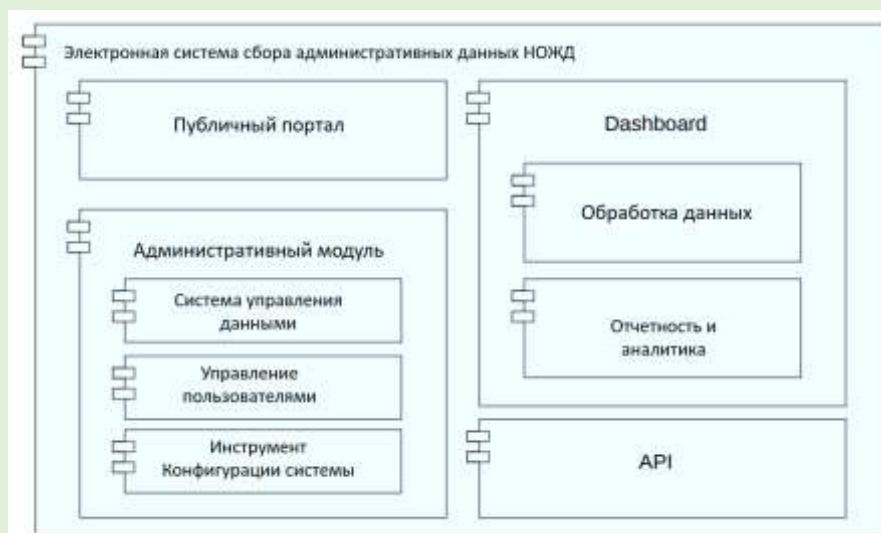 Электронная система сбора административных данных НОЖД
Публичный портал
Административный модуль
Система управления
данными
Управление
пользователями
Инструмент
Конфигурации системы
Dashboard
Обработка данных
Отчетность и
аналитика
API